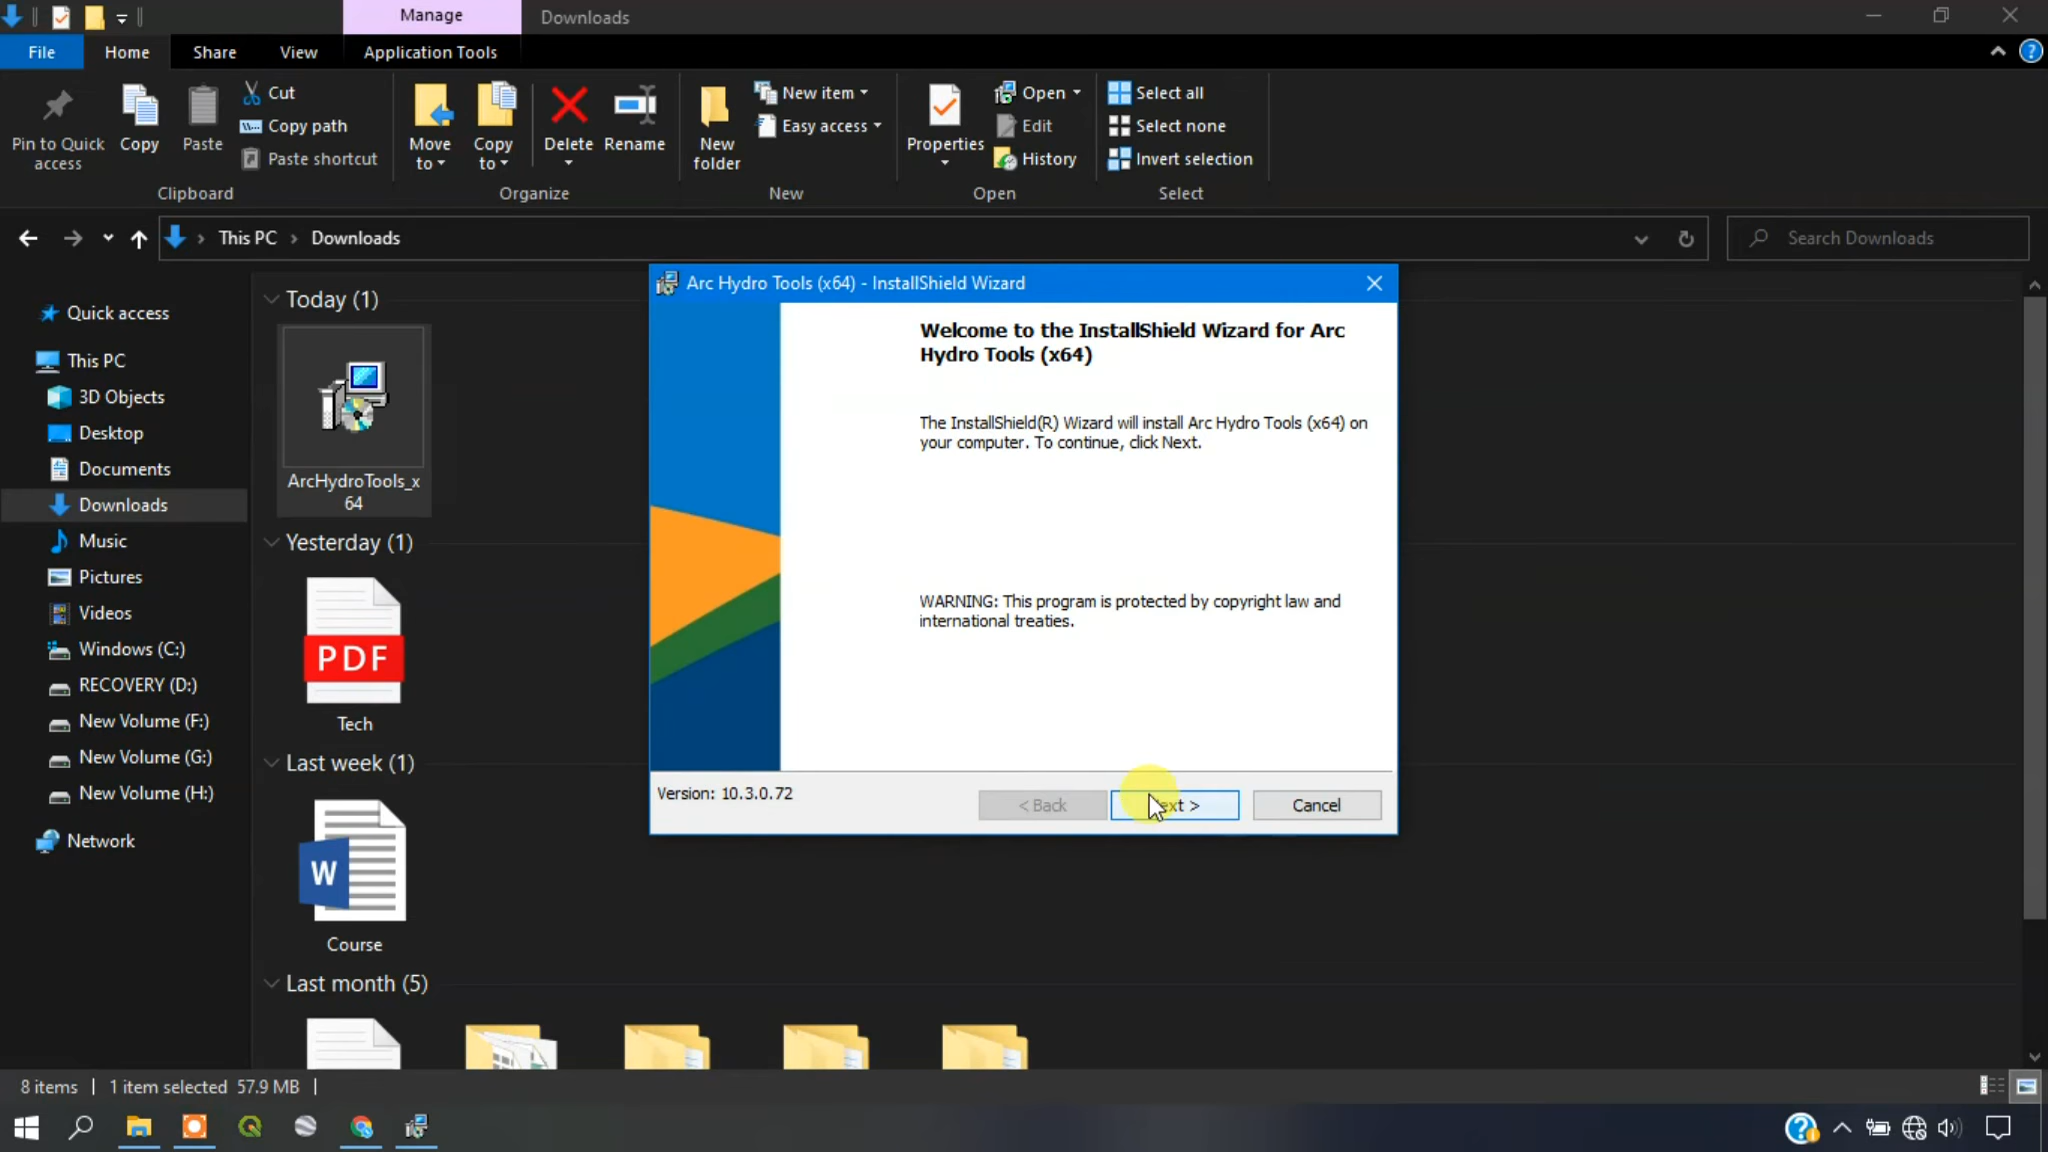 Manage
Downloads
File
Home
Share
View
Application Tools
Pin to Quick
access
Copy
Paste
Cut
Copy path
Paste shortcut
Clipboard
Move
to
Copy
to
Delete
Rename
Organize
New
folder
New item
Easy access
New
Properties
Open
Edit
History
Open
Select all
Select none
Invert selection
Select
This PC
Downloads
Search Downloads
Quick access
This PC
3D Objects
Desktop
Documents
Downloads
Music
Pictures
Videos
Windows (C:)
RECOVERY (D:)
New Volume (F:)
New Volume (G:)
New Volume (H:)
Network
Today (1)
ArcHydroTools_x
64
Yesterday (1)
PDF
Tech
Last week (1)
W
Course
Last month (5)
Arc Hydro Tools (x64) - InstallShield Wizard
Welcome to the InstallShield Wizard for Arc
Hydro Tools (x64)
The InstallShield(R) Wizard will install Arc Hydro Tools (x64) on
your computer. To continue, click Next.
WARNING: This program is protected by copyright law and
international treaties.
Version: 10.3.0.72
< Back
Next >
Cancel
8 items
1 item selected 57.9 MB